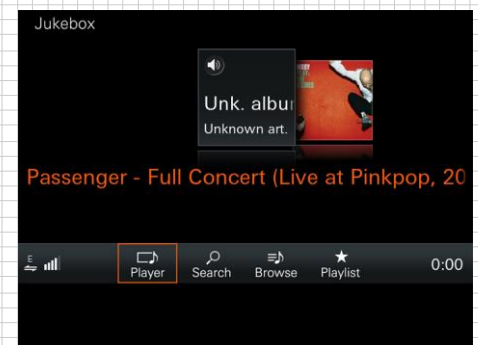 Jukebox
Unk. albu
Unknown art.
Passenger - Full Concert (Live at Pinkpop, 20
E
Player Search Browse Playlist 0:00